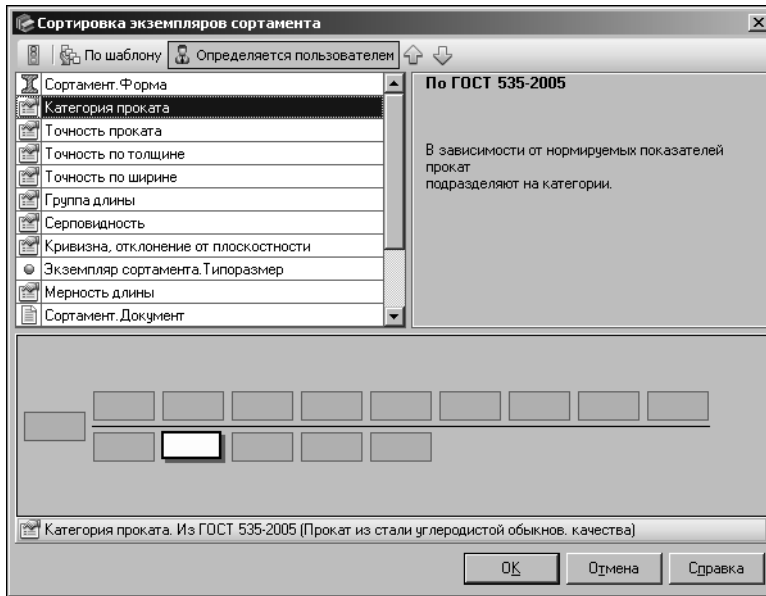 Сортировка экземпляров сортамента
По шаблону Определяется пользователем
Сортамент.Форма
Категория проката
Точность проката
Точность по толщине
Точность по ширине
Группа длины
Серповидность
Кривизна, отклонение от плоскостности
Экземпляр сортамента.Типоразмер
Мерность длины
Сортамент.Документ
По ГОСТ 535-2005
В зависимости от нормируемых показателей
прокат
подразделяют на категории.
Категория проката. Из ГОСТ 535-2005 (Прокат из стали углеродистой обыкнов. качества)
OK Отмена Справка